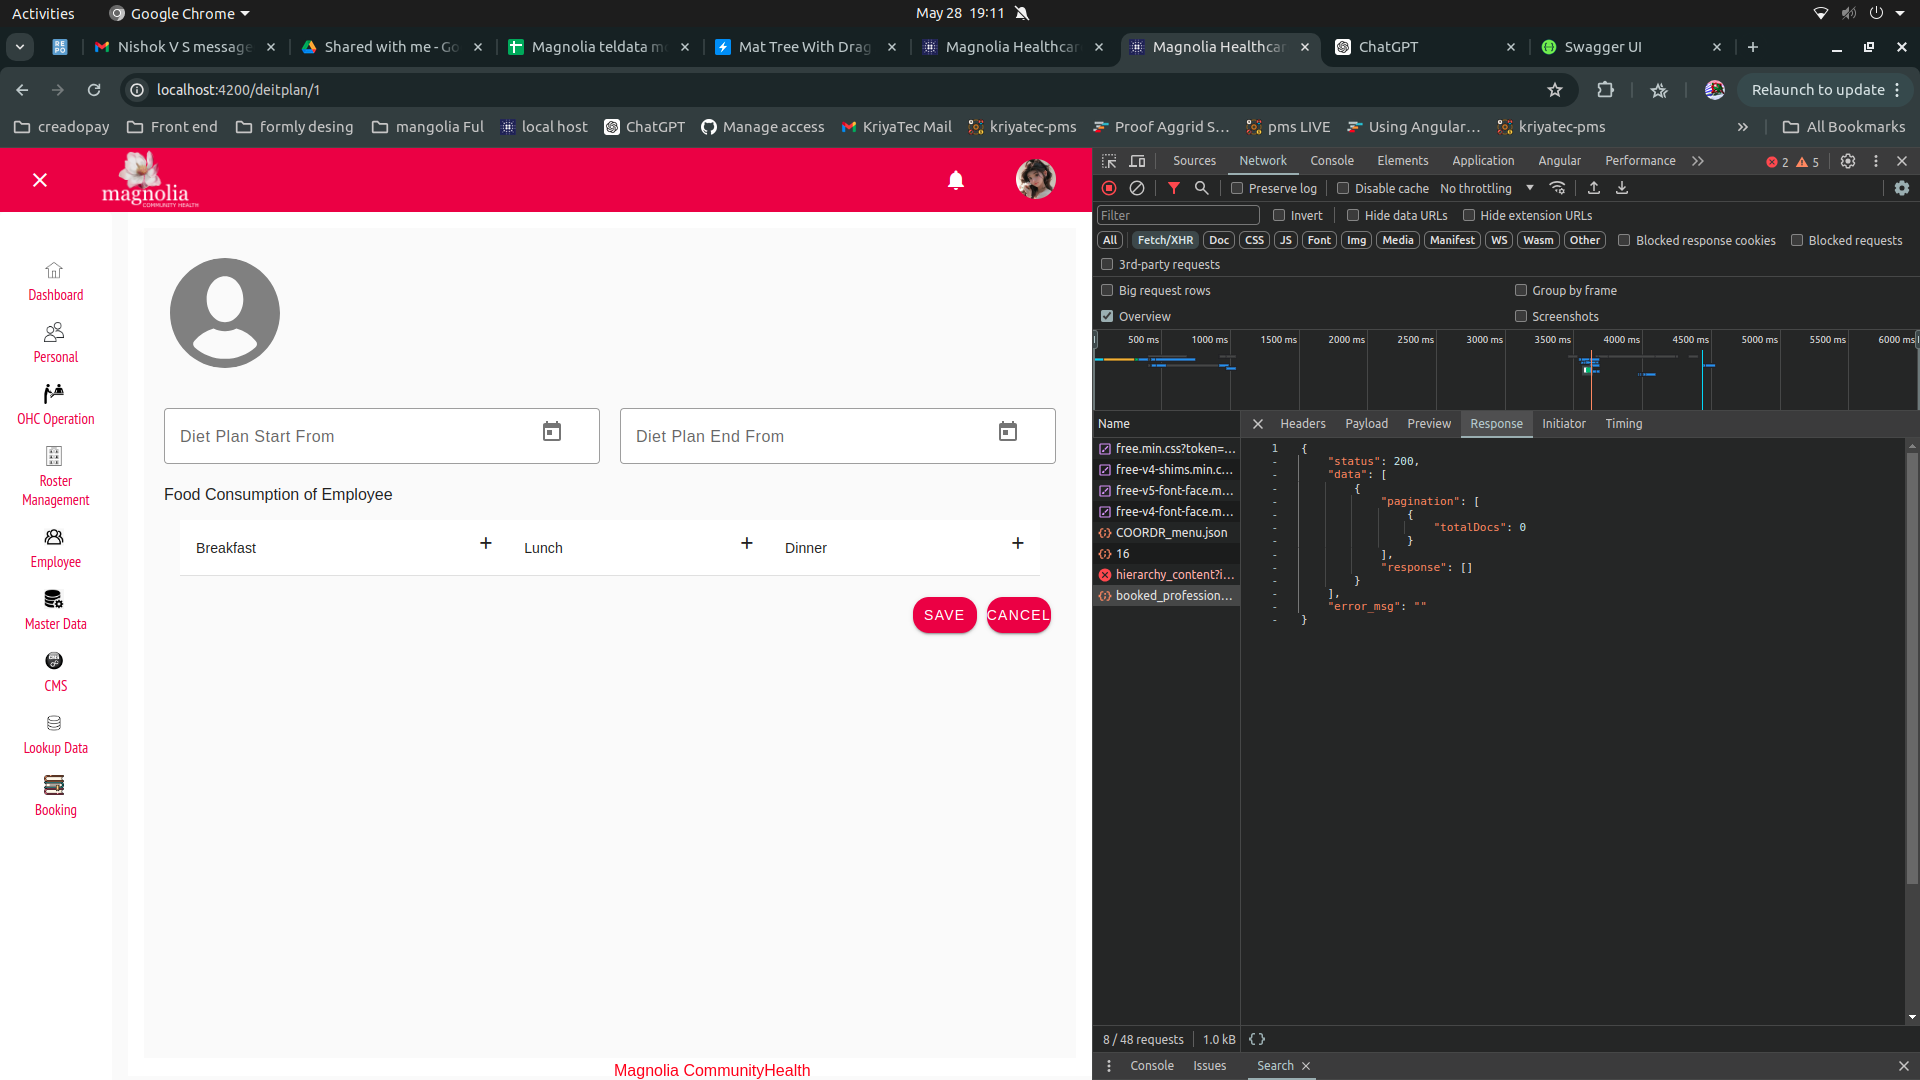 Activities
Google Chrome
May 28 19:11
Nishok V S message
Shared with me - Go
Magnolia teldata mo
Mat Tree With Drag
Magnolia Healthcar
Magnolia Healthcar
ChatGPT
Swagger UI
localhost:4200/deitplan/1
Relaunch to update
creadopay
Front end
formly desing
mangolia Ful
local host
ChatGPT
Manage access
KriyaTec Mail
kriyatec-pms
Proof Aggrid S...
pms LIVE
Using Angular...
kriyatec-pms
All Bookmarks
magnolia
COMMUNITY HEALTH
Dashboard
Personal
OHC Operation
Roster
Management
Employee
Master Data
CMS
Lookup Data
Booking
Diet Plan Start From
Diet Plan End From
Food Consumption of Employee
Breakfast + Lunch + Dinner +
SAVE CANCEL
Magnolia CommunityHealth
Sources Network Console Elements Application Angular Performance 2 5
Preserve log Disable cache No throttling
Filter Invert Hide data URLs Hide extension URLs
All Fetch/XHR Doc CSS JS Font Img Media Manifest WS Wasm Other Blocked response cookies Blocked requests
3rd-party requests
Big request rows Group by frame
Overview Screenshots
500 ms 1000 ms 1500 ms 2000 ms 2500 ms 3000 ms 3500 ms 4000 ms 4500 ms 5000 ms 5500 ms 6000 ms
Name Headers Payload Preview Response Initiator Timing
free.min.css?token=...
free-v4-shims.min.c...
free-v5-font-face.m...
free-v4-font-face.m...
COORDR_menu.json
16
hierarchy_content?i...
booked_profession...
1 {
- "status": 200,
- "data": [
- {
- "pagination": [
- {
- "totalDocs": 0
- }
- ],
- "response": []
- }
- ],
- "error_msg": ""
- }
8 / 48 requests 1.0 kB {}
Console Issues Search